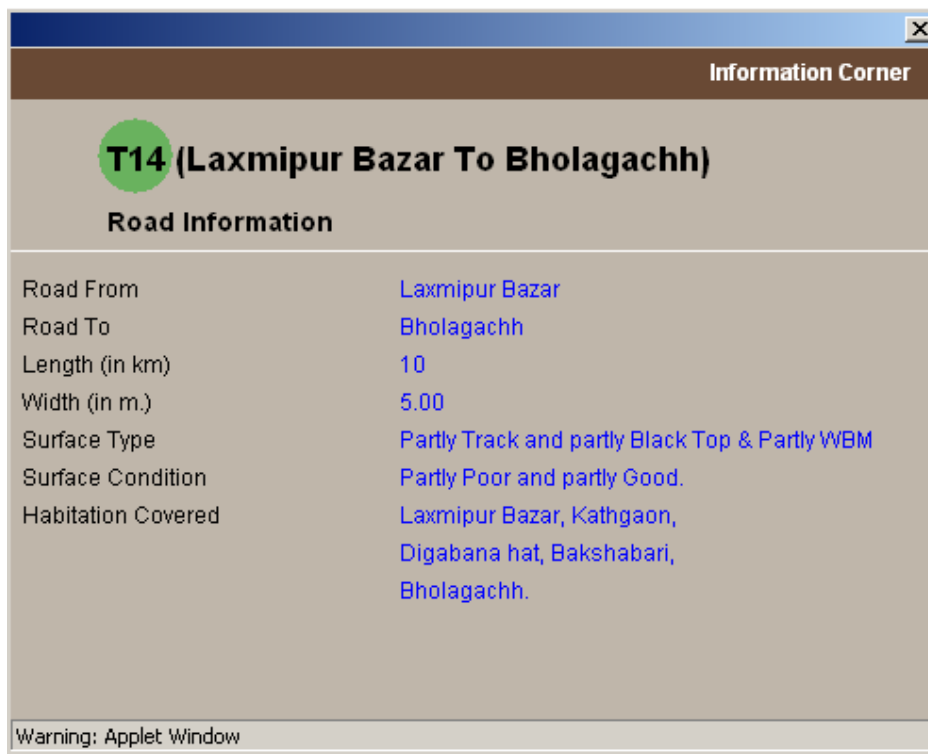 Information Corner
T14 (Laxmipur Bazar To Bholagachh)
Road Information
Road From Laxmipur Bazar
Road To Bholagachh
Length (in km) 10
Width (in m.) 5.00
Surface Type Partly Track and partly Black Top & Partly WBM
Surface Condition Partly Poor and partly Good.
Habitation Covered Laxmipur Bazar, Kathgaon,
Digabana hat, Bakshabari,
Bholagachh.
Warning: Applet Window